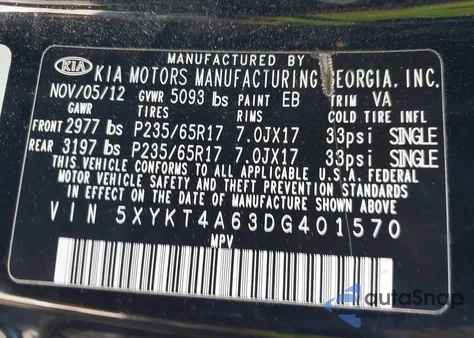 MANUFACTURED BY
KIA KIA MOTORS MANUFACTURING GEORGIA, INC.
NOV/05/12 GVWR 5093 lbs PAINT EB TRIM VA
GAWR TIRES RIMS COLD TIRE INFL
FRONT 2977 lbs P235/65R17 7.0JX17 33psi SINGLE
REAR 3197 lbs P235/65R17 7.0JX17 33psi SINGLE
THIS VEHICLE CONFORMS TO ALL APPLICABLE U.S. FEDERAL
MOTOR VEHICLE SAFETY AND THEFT PREVENTION STANDARDS
IN EFFECT ON THE DATE OF MANUFACTURE SHOWN ABOVE.
VIN 5XYKT4A63DG401570
MPV
autoSnap